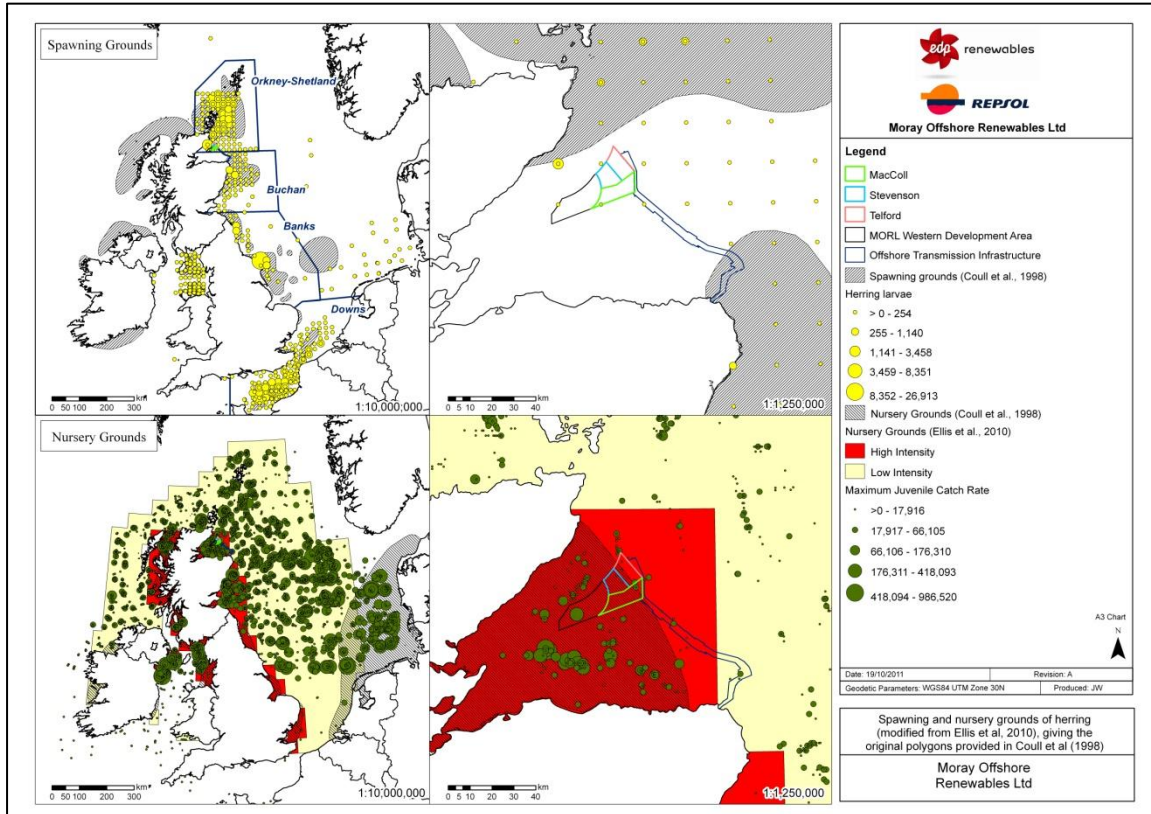 Spawning Grounds
Orkney-Shetland
Buchan
Banks
Downs
0 50 100 200 300
km
1:10,000,000
0 5 10 20 30 40
km
1:1,250,000
Nursery Grounds
0 50 100 200 300
km
1:10,000,000
0 5 10 20 30 40
km
1:1,250,000
edp renewables
REPSOL
Moray Offshore Renewables Ltd
Legend
MacColl
Stevenson
Telford
MORL Western Development Area
Offshore Transmission Infrastructure
Spawning grounds (Coull et al., 1998)
Herring larvae
> 0 - 254
255 - 1,140
1,141 - 3,458
3,459 - 8,351
8,352 - 26,913
Nursery Grounds (Coull et al., 1998)
Nursery Grounds (Ellis et al., 2010)
High Intensity
Low Intensity
Maximum Juvenile Catch Rate
>0 - 17,916
17,917 - 66,105
66,106 - 176,310
176,311 - 418,093
418,094 - 986,520
A3 Chart
N
Date: 19/10/2011 Revision: A
Geodetic Parameters: WGS84 UTM Zone 30N Produced: JW
Spawning and nursery grounds of herring
(modified from Ellis et al, 2010), giving the
original polygons provided in Coull et al (1998)
Moray Offshore
Renewables Ltd